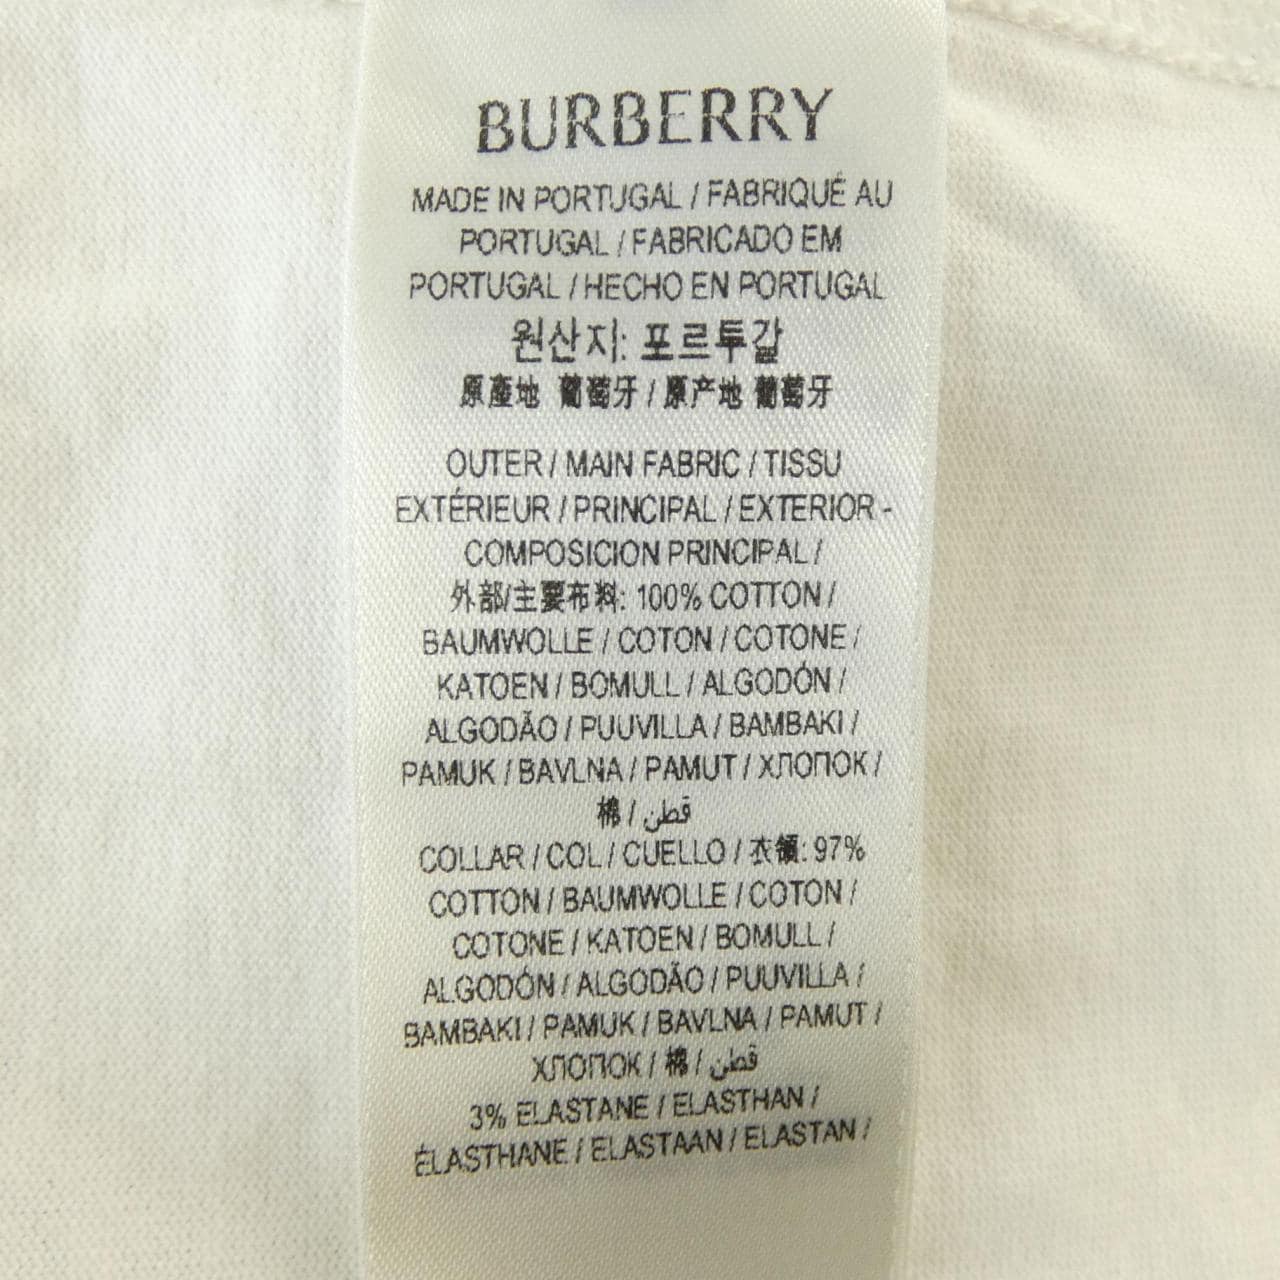 BURBERRY
MADE IN PORTUGAL / FABRIQUÉ AU
PORTUGAL / FABRICADO EM
PORTUGAL / HECHO EN PORTUGAL
원산지: 포르투갈
原產地 葡萄牙 / 原产地 葡萄牙
OUTER / MAIN FABRIC / TISSU
EXTÉRIEUR / PRINCIPAL / EXTERIOR -
COMPOSICION PRINCIPAL /
外部/主要布料: 100% COTTON /
BAUMWOLLE / COTON / COTONE /
KATOEN / BOMULL / ALGODÓN /
ALGODÃO / PUUVILLA / BAMBAKI /
PAMUK / BAVLNA / PAMUT / ХЛОПОК /
棉 / قطن
COLLAR / COL / CUELLO / 衣領: 97%
COTTON / BAUMWOLLE / COTON /
COTONE / KATOEN / BOMULL /
ALGODÓN / ALGODÃO / PUUVILLA /
BAMBAKI / PAMUK / BAVLNA / PAMUT /
ХЛОПОК / 棉 / قطن
3% ELASTANE / ELASTHAN /
ÉLASTHANE / ELASTAAN / ELASTAN /